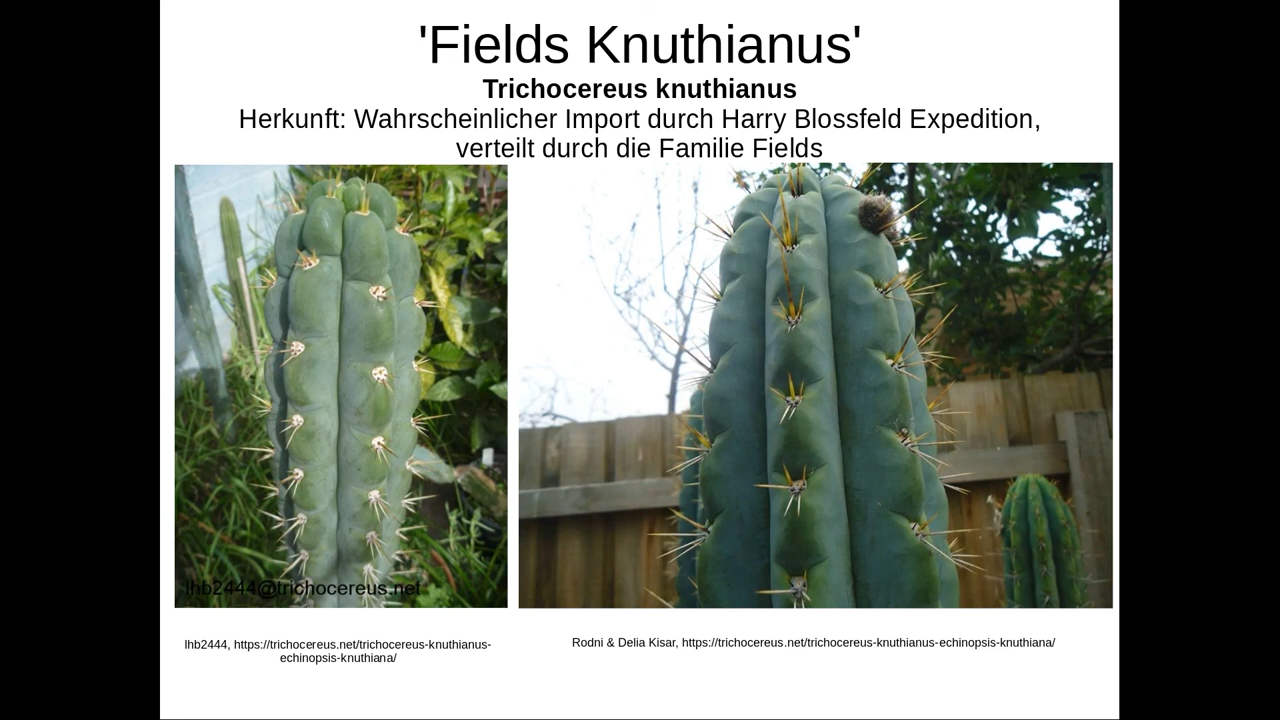 'Fields Knuthianus'
Trichocereus knuthianus
Herkunft: Wahrscheinlicher Import durch Harry Blossfeld Expedition,
verteilt durch die Familie Fields
lhb2444@trichocereus.net
lhb2444, https://trichocereus.net/trichocereus-knuthianus-
echinopsis-knuthiana/
Rodni & Delia Kisar, https://trichocereus.net/trichocereus-knuthianus-echinopsis-knuthiana/